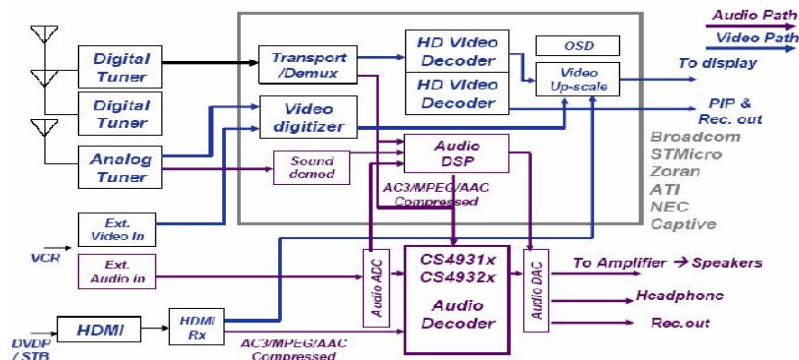 Audio Path
Video Path
Digital
Tuner
Transport
/Demux
HD Video
Decoder
OSD
To display
Digital
Tuner
Video
digitizer
HD Video
Decoder
Video
Up-scale
PIP &
Rec. out
Analog
Tuner
Sound
demod
Audio
DSP
Broadcom
STMicro
Zoran
ATI
NEC
Captive
AC3/MPEG/AAC
Compressed
Ext.
Video In
VCR
Ext.
Audio in
Audio ADC
CS4931x
CS4932x
Audio
Decoder
Audio DAC
To Amplifier → Speakers
Headphone
Rec.out
HDMI
HDMI
Rx
DVDP
/ STB
AC3/MPEG/AAC
Compressed